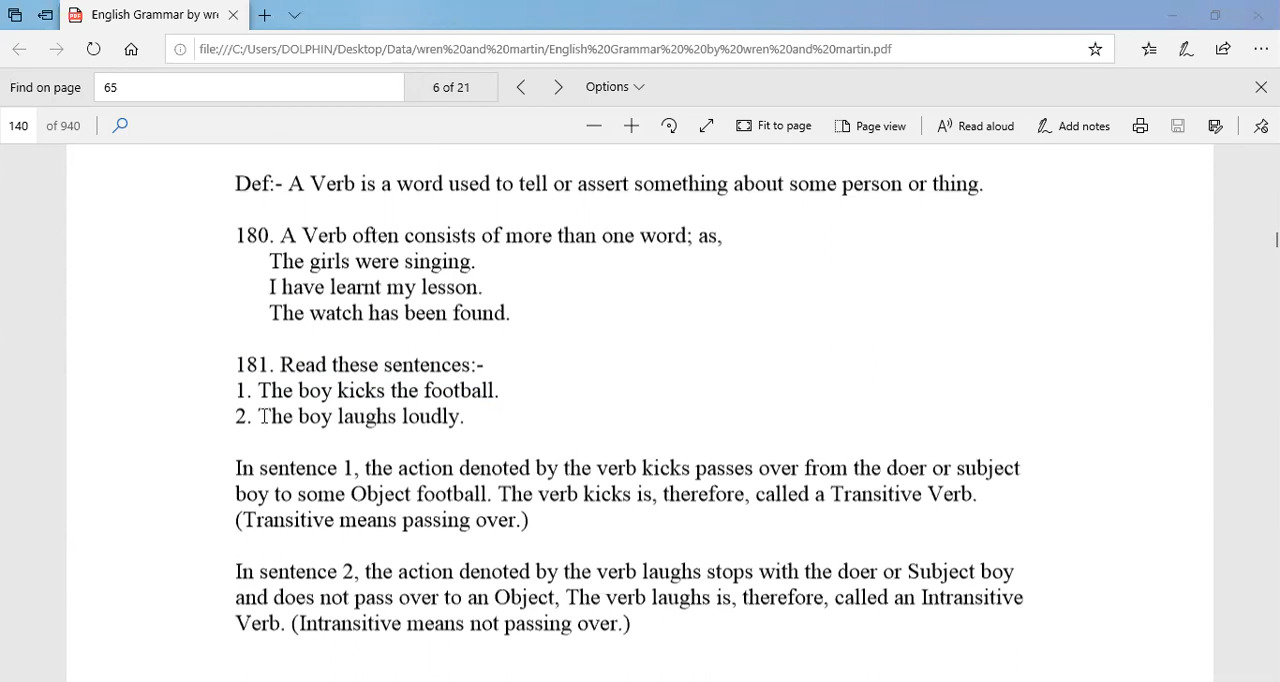 English Grammar by wre
file:///C:/Users/DOLPHIN/Desktop/Data/wren%20and%20martin/English%20Grammar%20%20by%20wren%20and%20martin.pdf
Find on page 65 6 of 21 Options
140 of 940 Fit to page Page view Read aloud Add notes
Def:- A Verb is a word used to tell or assert something about some person or thing.
180. A Verb often consists of more than one word; as,
The girls were singing.
I have learnt my lesson.
The watch has been found.
181. Read these sentences:-
1. The boy kicks the football.
2. The boy laughs loudly.
In sentence 1, the action denoted by the verb kicks passes over from the doer or subject
boy to some Object football. The verb kicks is, therefore, called a Transitive Verb.
(Transitive means passing over.)
In sentence 2, the action denoted by the verb laughs stops with the doer or Subject boy
and does not pass over to an Object, The verb laughs is, therefore, called an Intransitive
Verb. (Intransitive means not passing over.)